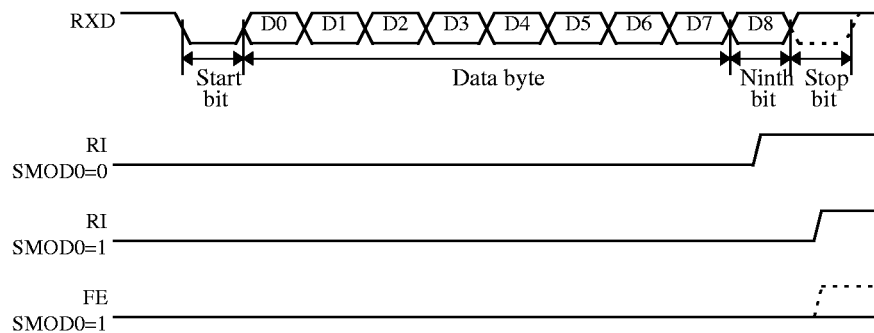 RXD D0 D1 D2 D3 D4 D5 D6 D7 D8
Start bit
Data byte
Ninth bit
Stop bit
RI
SMOD0=0
RI
SMOD0=1
FE
SMOD0=1